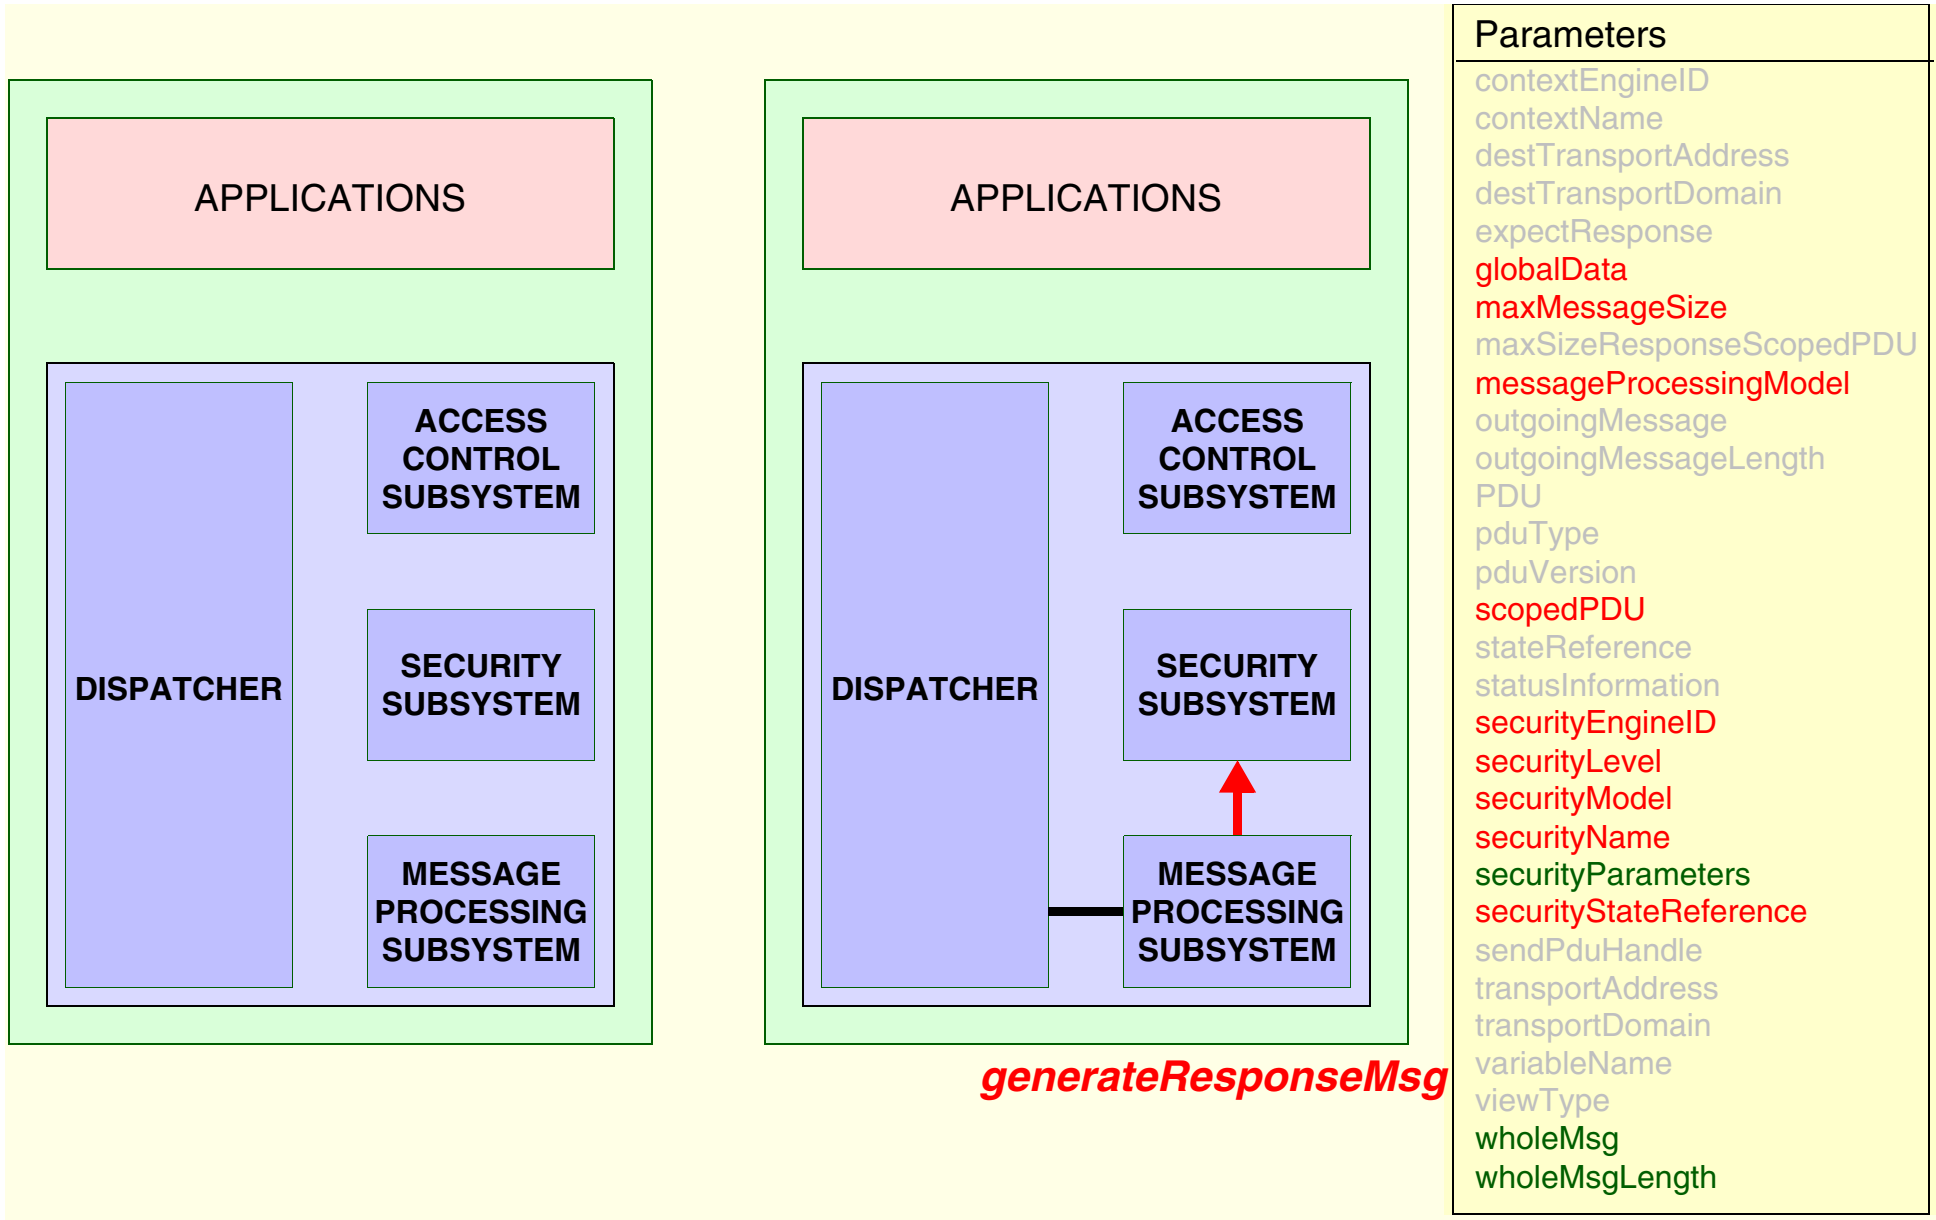 APPLICATIONS
DISPATCHER
ACCESS
CONTROL
SUBSYSTEM
SECURITY
SUBSYSTEM
MESSAGE
PROCESSING
SUBSYSTEM
APPLICATIONS
DISPATCHER
ACCESS
CONTROL
SUBSYSTEM
SECURITY
SUBSYSTEM
MESSAGE
PROCESSING
SUBSYSTEM
generateResponseMsg
Parameters
contextEngineID
contextName
destTransportAddress
destTransportDomain
expectResponse
globalData
maxMessageSize
maxSizeResponseScopedPDU
messageProcessingModel
outgoingMessage
outgoingMessageLength
PDU
pduType
pduVersion
scopedPDU
stateReference
statusInformation
securityEngineID
securityLevel
securityModel
securityName
securityParameters
securityStateReference
sendPduHandle
transportAddress
transportDomain
variableName
viewType
wholeMsg
wholeMsgLength